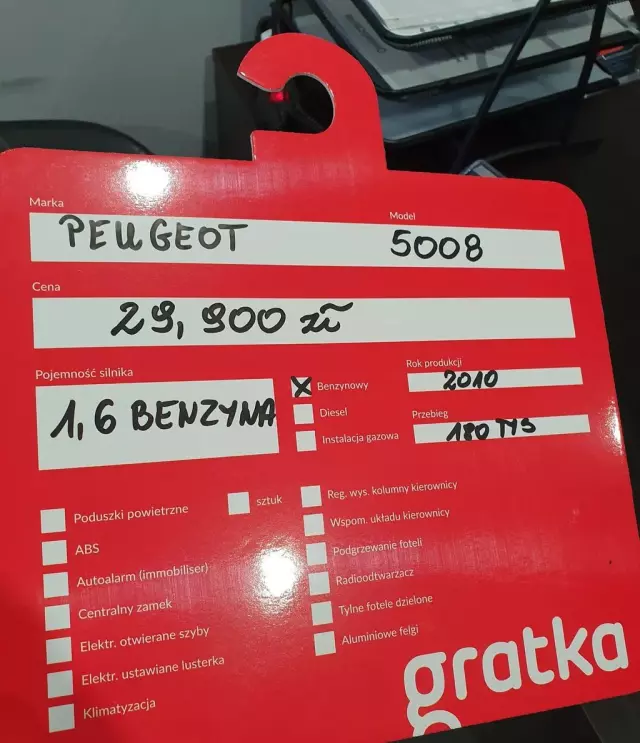 Marka
Model
PEUGEOT 5008
Cena
29,900 zł
Pojemność silnika
1,6 BENZYNA
Benzynowy
Diesel
Instalacja gazowa
Rok produkcji
2010
Przebieg
180 TYS
Poduszki powietrzne
sztuk
ABS
Autoalarm (immobiliser)
Centralny zamek
Elektr. otwierane szyby
Elektr. ustawiane lusterka
Klimatyzacja
Reg. wys. kolumny kierownicy
Wspom. układu kierownicy
Podgrzewanie foteli
Radioodtwarzacz
Tylne fotele dzielone
Aluminiowe felgi
gratka